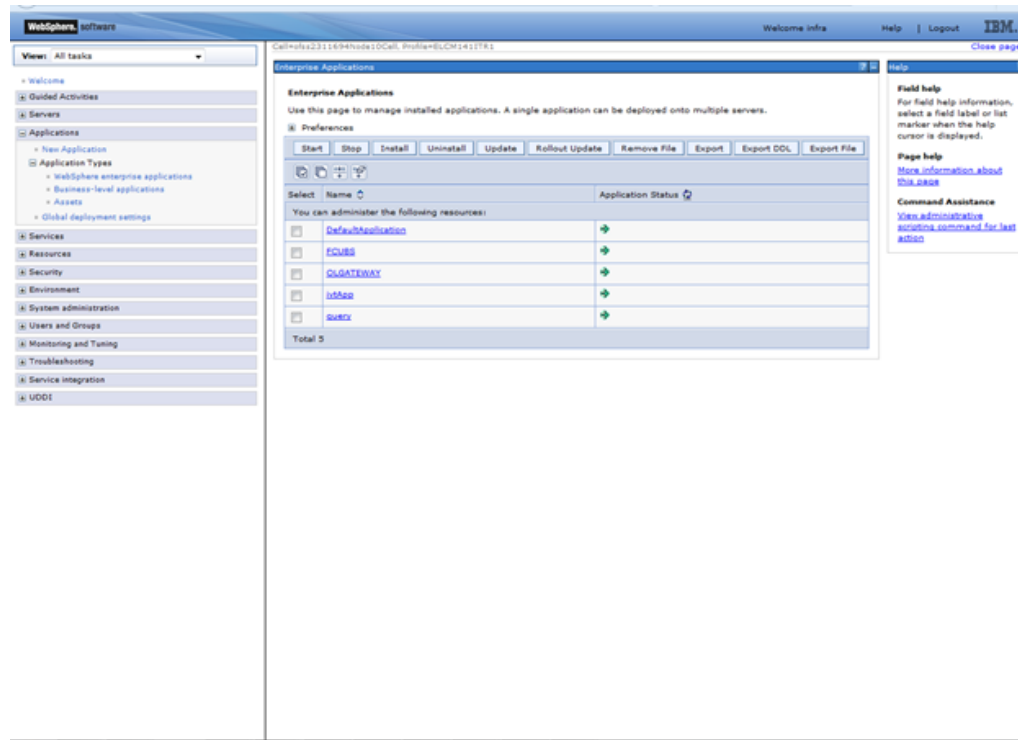 WebSphere. software
Welcome infra
Help | Logout
IBM.
View: All tasks
Welcome
Guided Activities
Servers
Applications
New Application
Application Types
WebSphere enterprise applications
Business-level applications
Assets
Global deployment settings
Services
Resources
Security
Environment
System administration
Users and Groups
Monitoring and Tuning
Troubleshooting
Service integration
UDDI
Close page
Enterprise Applications
Enterprise Applications
Use this page to manage installed applications. A single application can be deployed onto multiple servers.
Preferences
Start Stop Install Uninstall Update Rollout Update Remove File Export Export DDL Export File
Select Name Application Status
You can administer the following resources:
DefaultApplication
FCUBS
OLGATEWAY
ivtApp
query
Total 5
Help
Field help
For field help information,
select a field label or list
marker when the help
cursor is displayed.
Page help
More information about
this page
Command Assistance
View administrative
scripting command for last
action